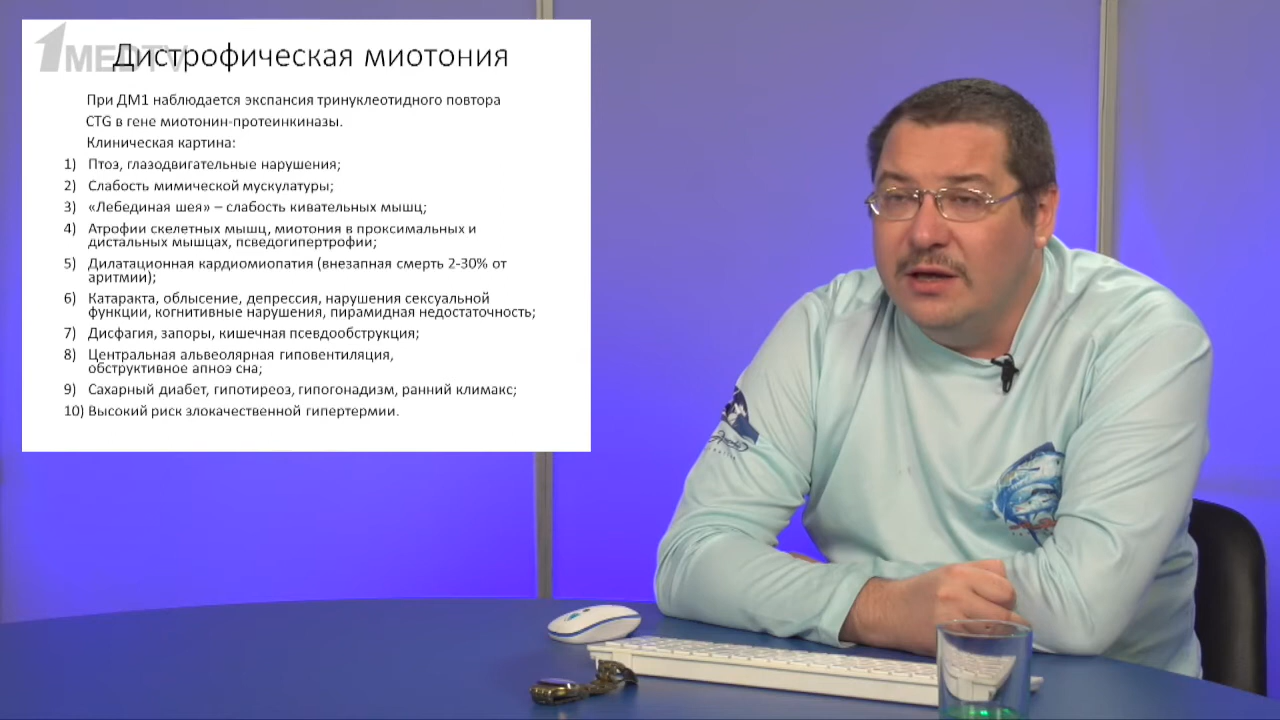 1MEDTV
Дистрофическая миотония
При ДМ1 наблюдается экспансия тринуклеотидного повтора
CTG в гене миотонин-протеинкиназы.
Клиническая картина:
1) Птоз, глазодвигательные нарушения;
2) Слабость мимической мускулатуры;
3) «Лебединая шея» – слабость кивательных мышц;
4) Атрофии скелетных мышц, миотония в проксимальных и
дистальных мышцах, псведогипертрофии;
5) Дилатационная кардиомиопатия (внезапная смерть 2-30% от
аритмии);
6) Катаракта, облысение, депрессия, нарушения сексуальной
функции, когнитивные нарушения, пирамидная недостаточность;
7) Дисфагия, запоры, кишечная псевдообструкция;
8) Центральная альвеолярная гиповентиляция,
обструктивное апноэ сна;
9) Сахарный диабет, гипотиреоз, гипогонадизм, ранний климакс;
10) Высокий риск злокачественной гипертермии.